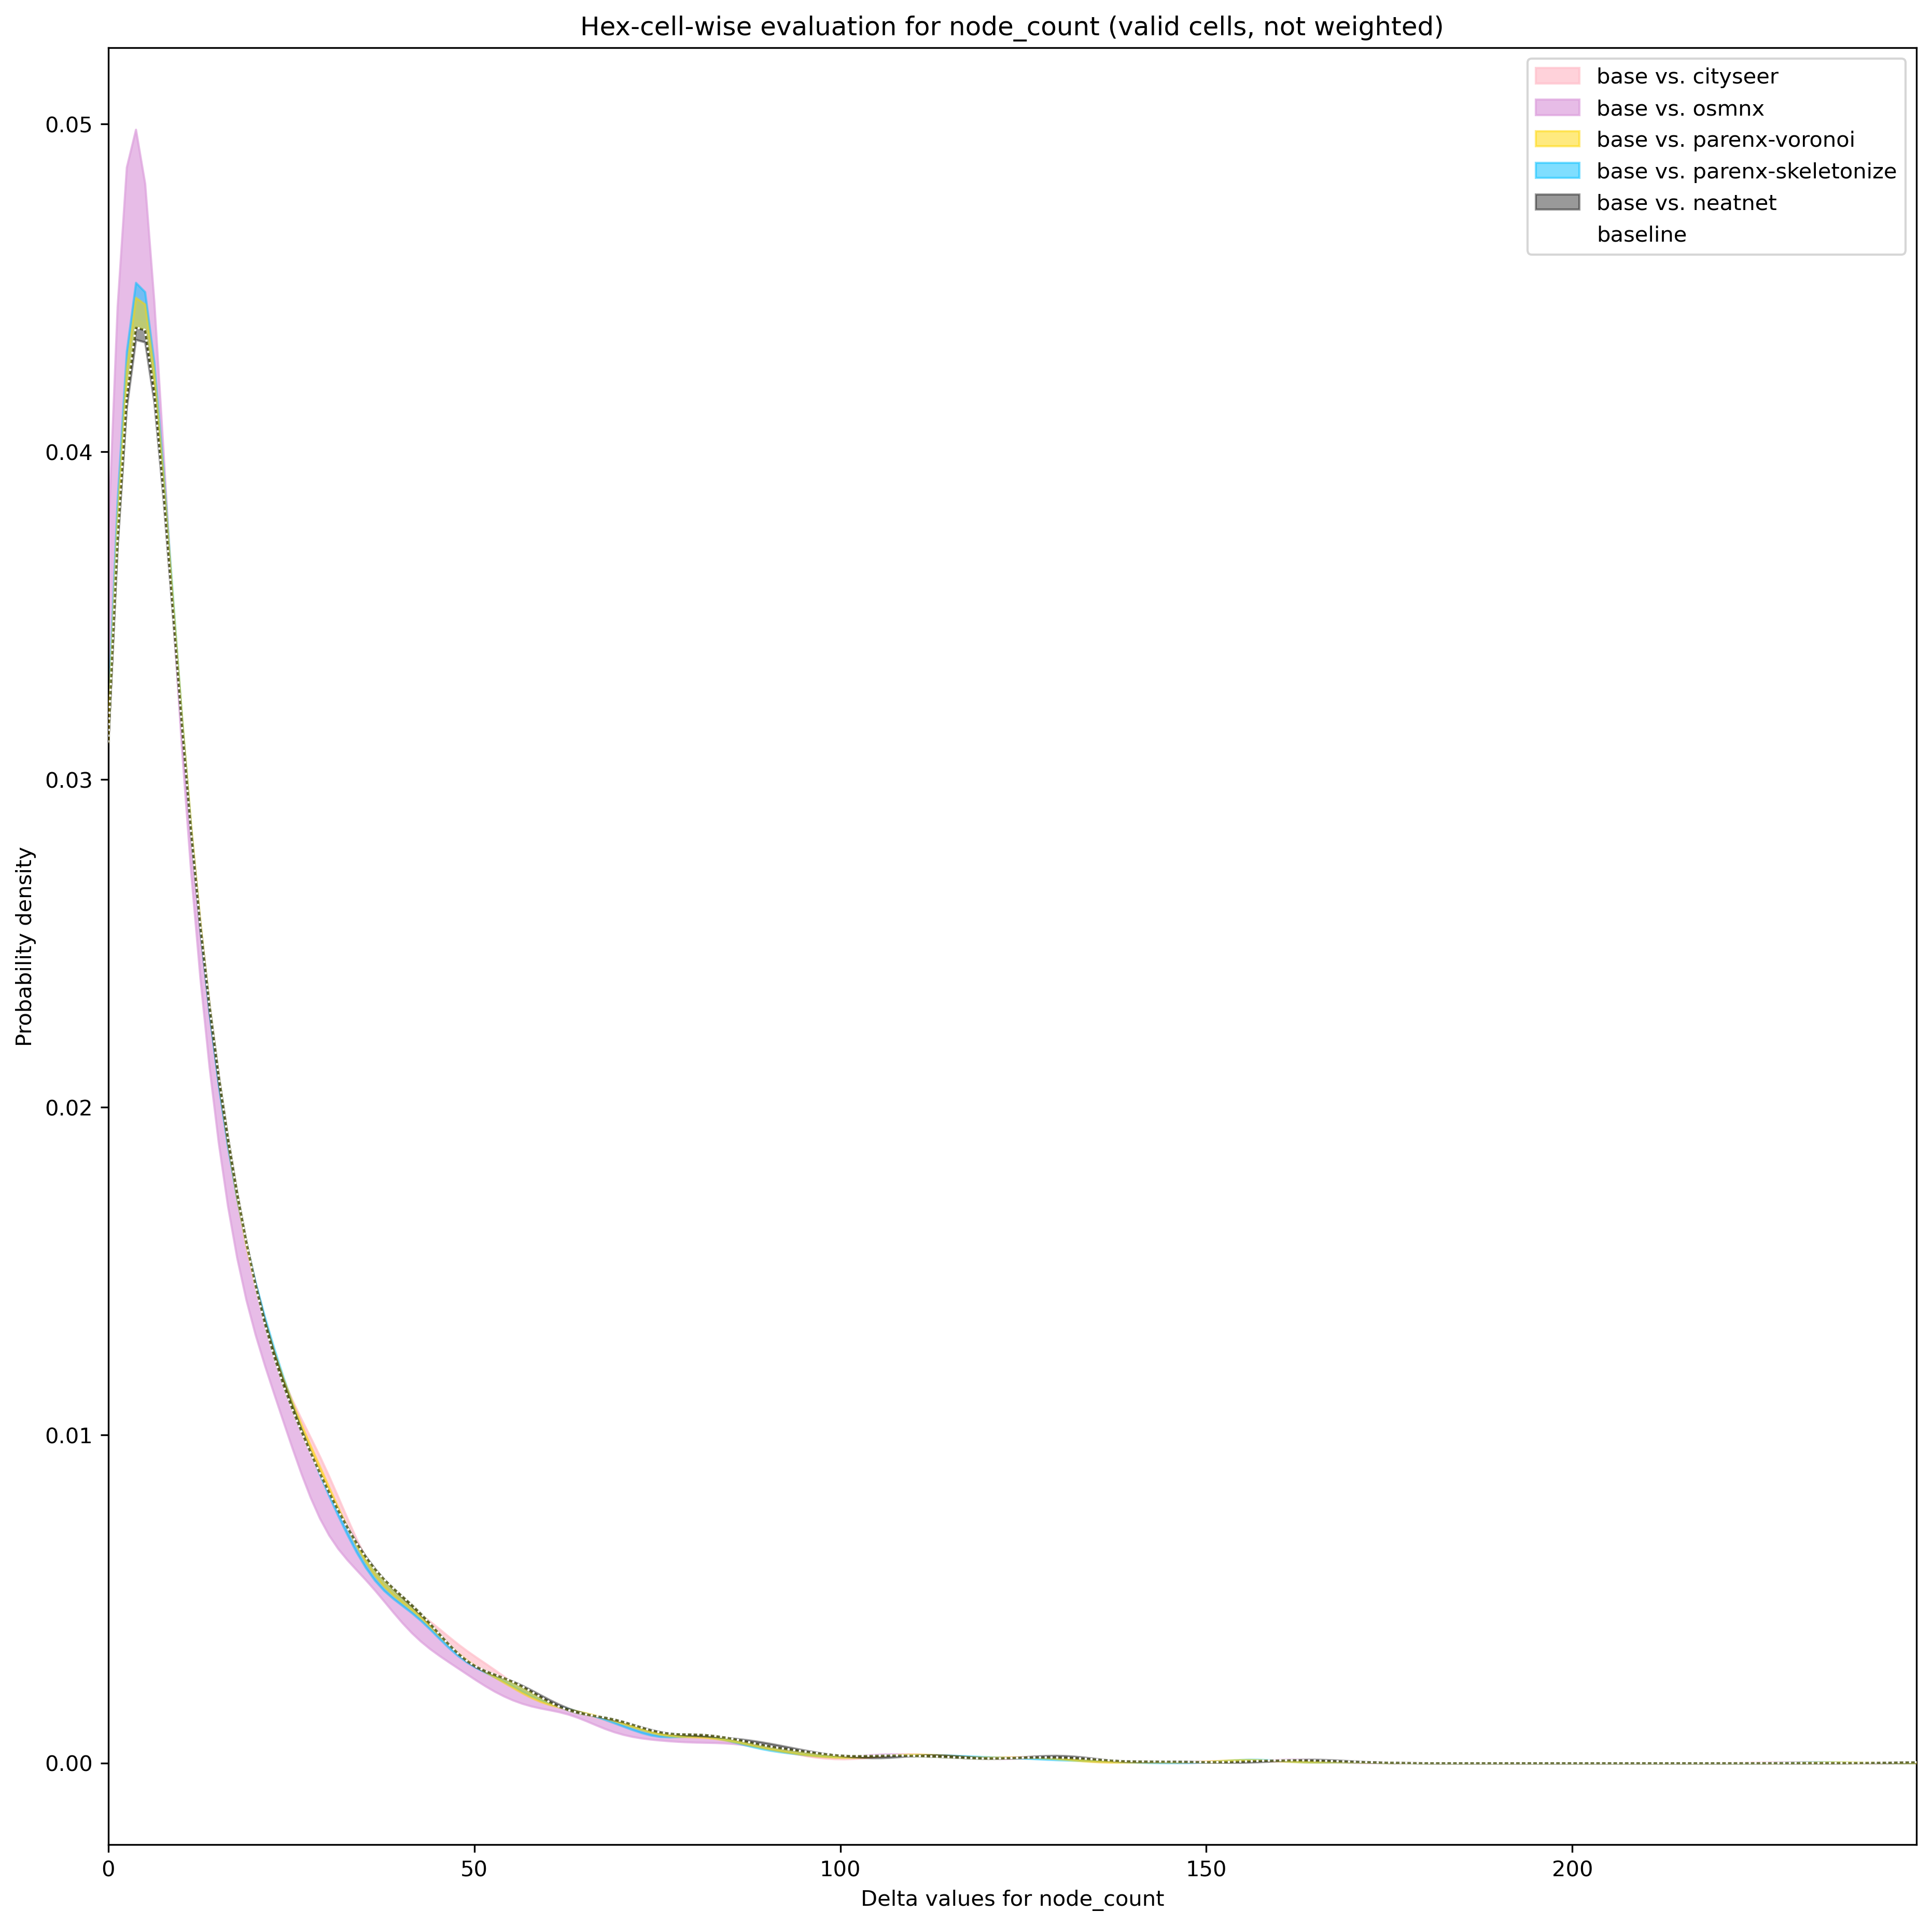 Hex-cell-wise evaluation for node_count (valid cells, not weighted)
base vs. cityseer
base vs. osmnx
base vs. parenx-voronoi
base vs. parenx-skeletonize
base vs. neatnet
baseline
Probability density
0.05
0.04
0.03
0.02
0.01
0.00
0
50
100
150
200
Delta values for node_count